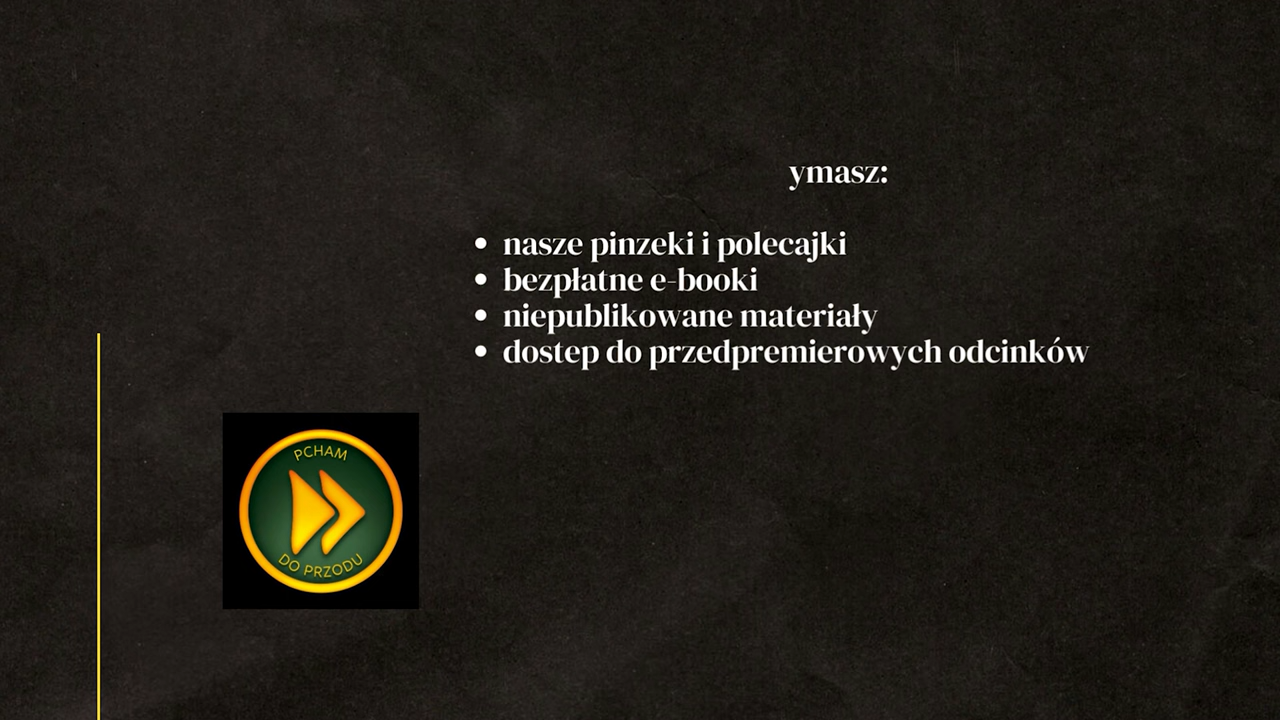 ymasz:
nasze pinzeki i polecajki
bezpłatne e-booki
niepublikowane materiały
dostep do przedpremierowych odcinków
PCHAM
DO PRZODU